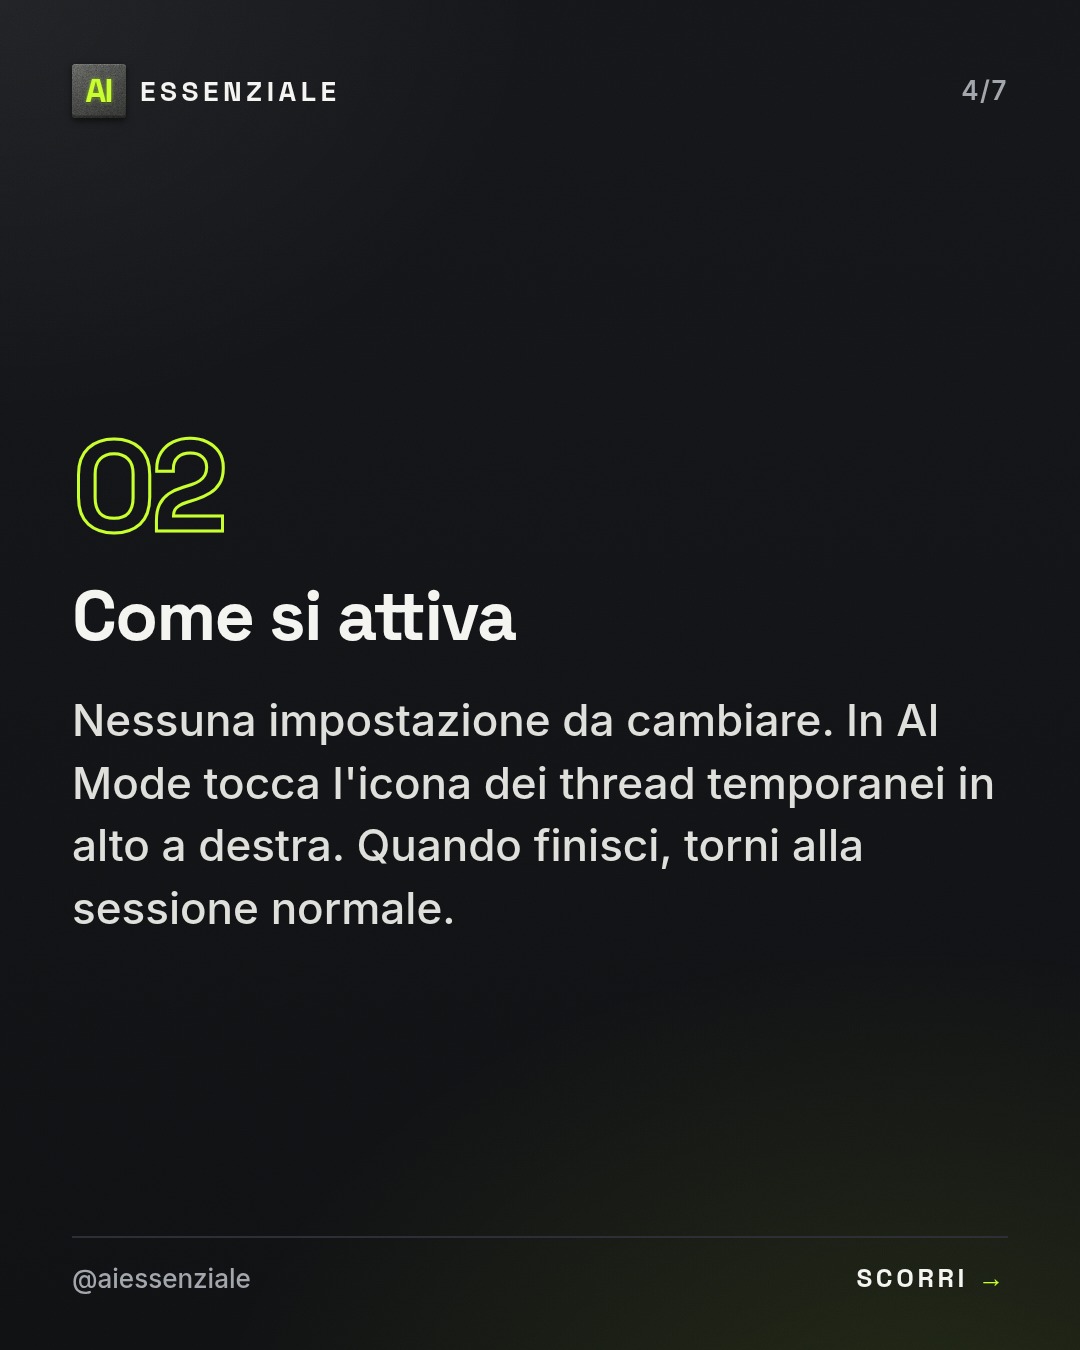 AI ESSENZIALE
4/7
02
Come si attiva
Nessuna impostazione da cambiare. In AI
Mode tocca l'icona dei thread temporanei in
alto a destra. Quando finisci, torni alla
sessione normale.
@aiessenziale
SCORRI →